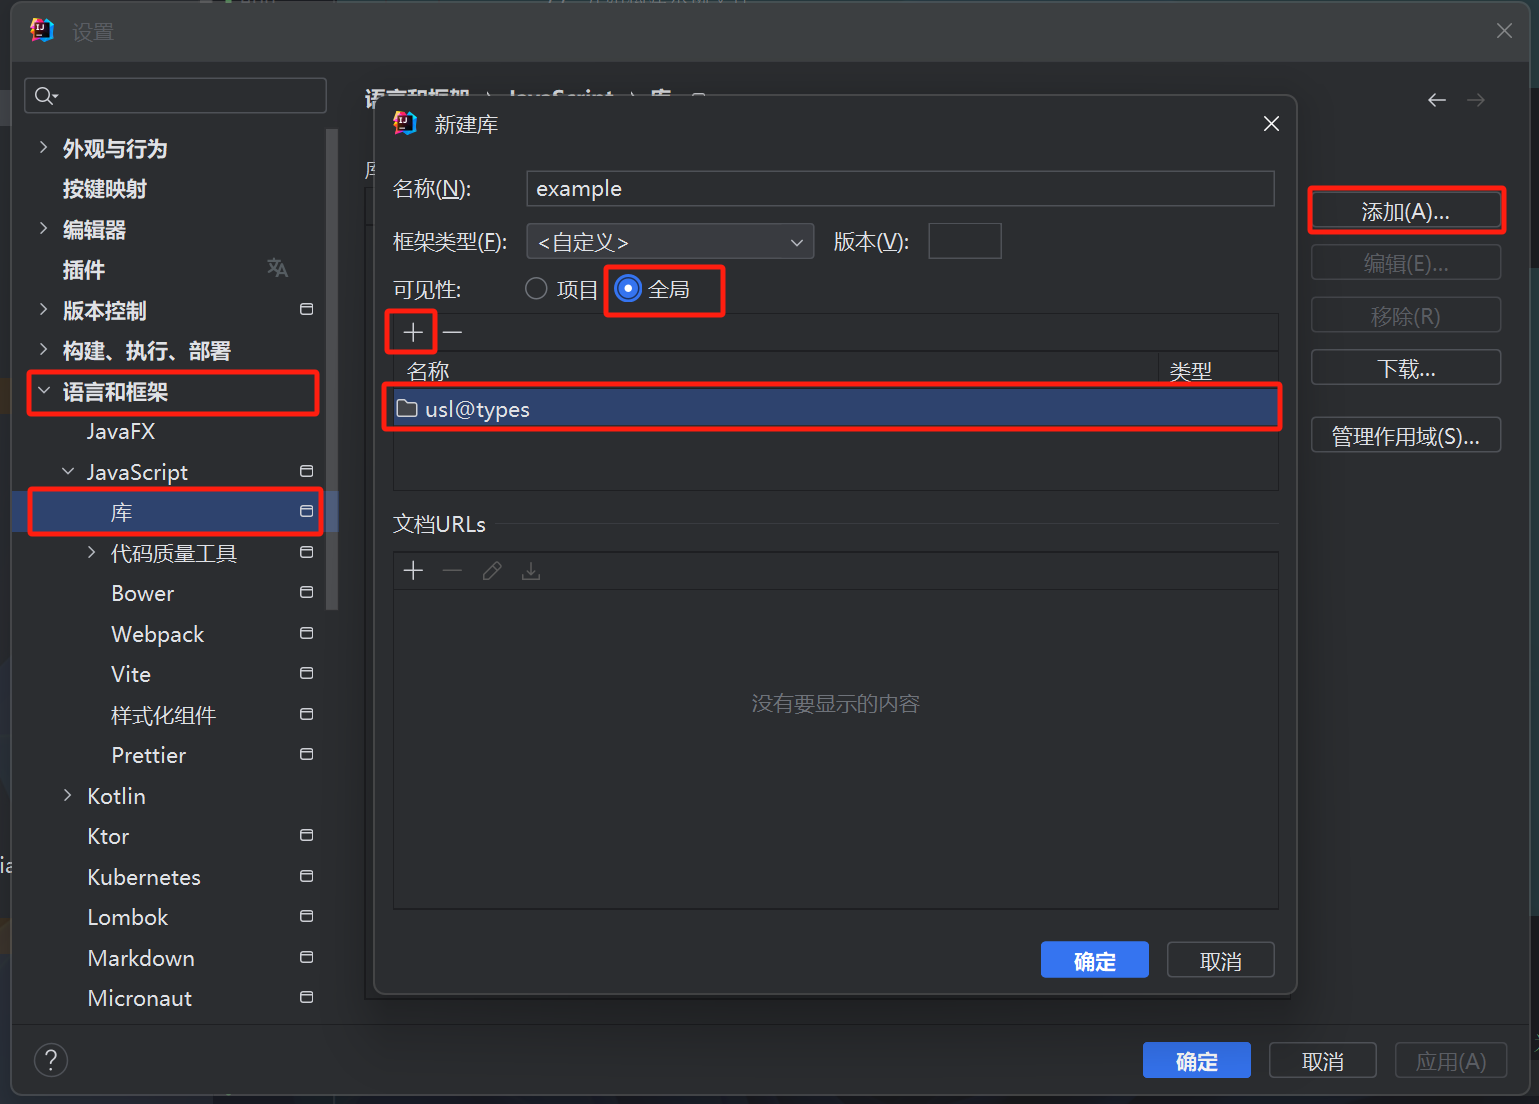 设置
外观与行为
按键映射
编辑器
插件
版本控制
构建、执行、部署
语言和框架
JavaFX
JavaScript
库
代码质量工具
Bower
Webpack
Vite
样式化组件
Prettier
Kotlin
Ktor
Kubernetes
Lombok
Markdown
Micronaut
语言和框架 › JavaScript › 库
新建库
名称(N):
example
框架类型(F):
<自定义>
版本(V):
可见性:
项目
全局
名称
类型
usl@types
文档URLs
没有要显示的内容
确定
取消
添加(A)...
编辑(E)...
移除(R)
下载...
管理作用域(S)...
?
确定
取消
应用(A)